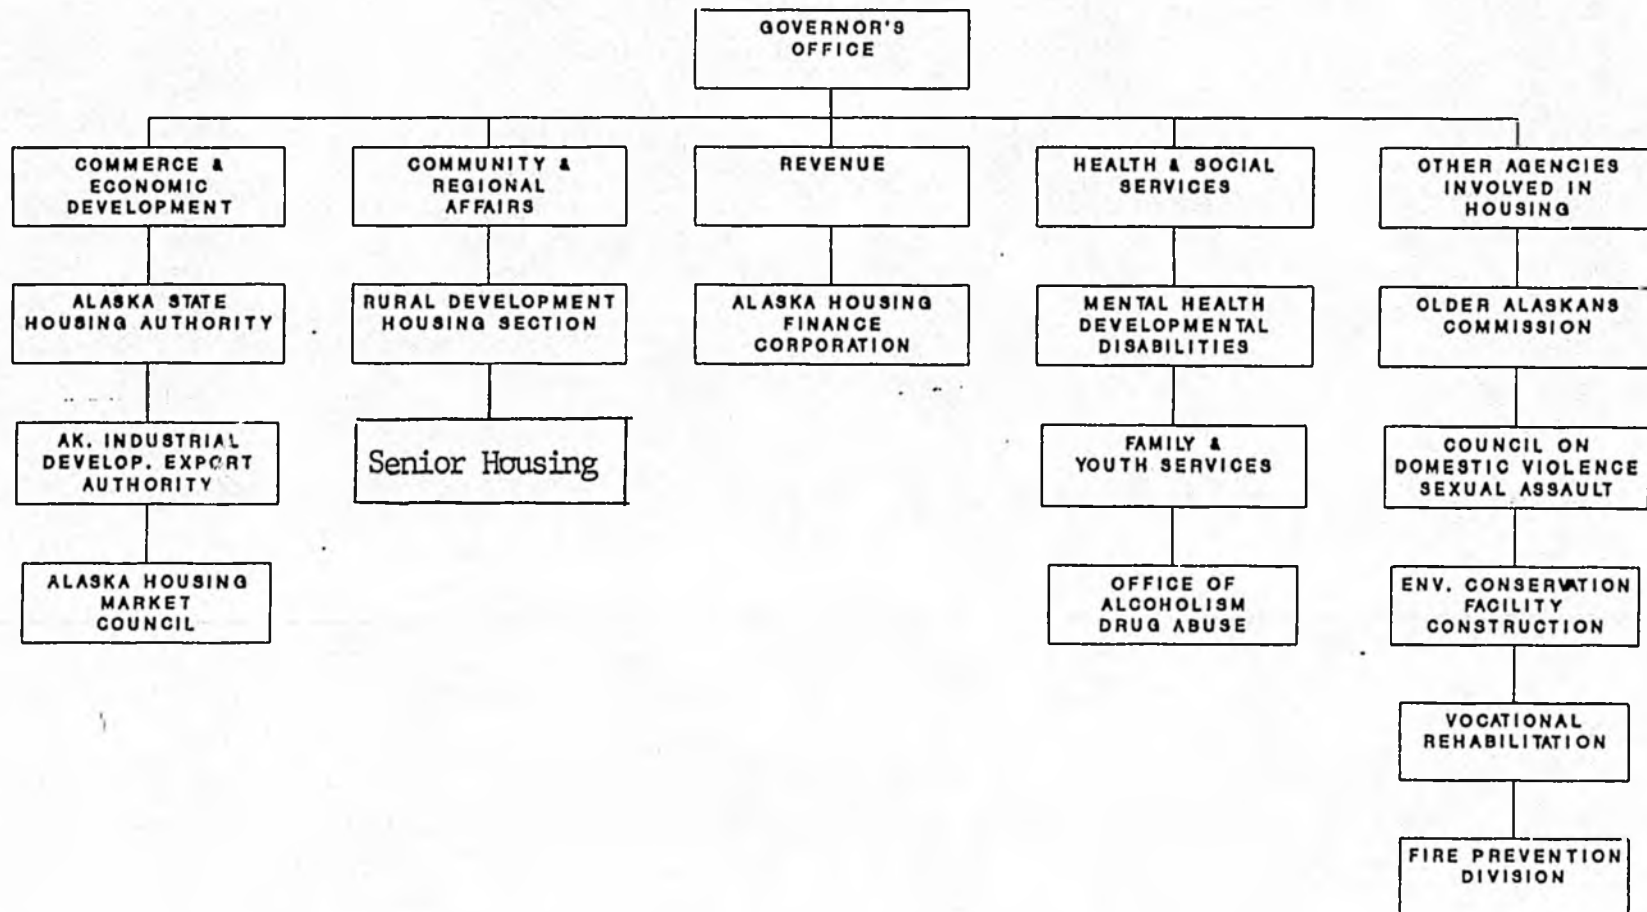 GOVERNOR'S
OFFICE
COMMERCE &
ECONOMIC
DEVELOPMENT
COMMUNITY &
REGIONAL
AFFAIRS
REVENUE
HEALTH & SOCIAL
SERVICES
OTHER AGENCIES
INVOLVED IN
HOUSING
ALASKA STATE
HOUSING AUTHORITY
RURAL DEVELOPMENT
HOUSING SECTION
ALASKA HOUSING
FINANCE
CORPORATION
MENTAL HEALTH
DEVELOPMENTAL
DISABILITIES
OLDER ALASKANS
COMMISSION
AK. INDUSTRIAL
DEVELOP. EXPORT
AUTHORITY
Senior Housing
FAMILY &
YOUTH SERVICES
COUNCIL ON
DOMESTIC VIOLENCE
SEXUAL ASSAULT
ALASKA HOUSING
MARKET
COUNCIL
OFFICE OF
ALCOHOLISM
DRUG ABUSE
ENV. CONSERVATION
FACILITY
CONSTRUCTION
VOCATIONAL
REHABILITATION
FIRE PREVENTION
DIVISION